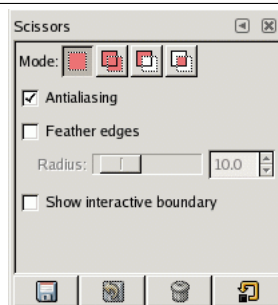 Scissors
Mode:
Antialiasing
Feather edges
Radius: 10.0
Show interactive boundary